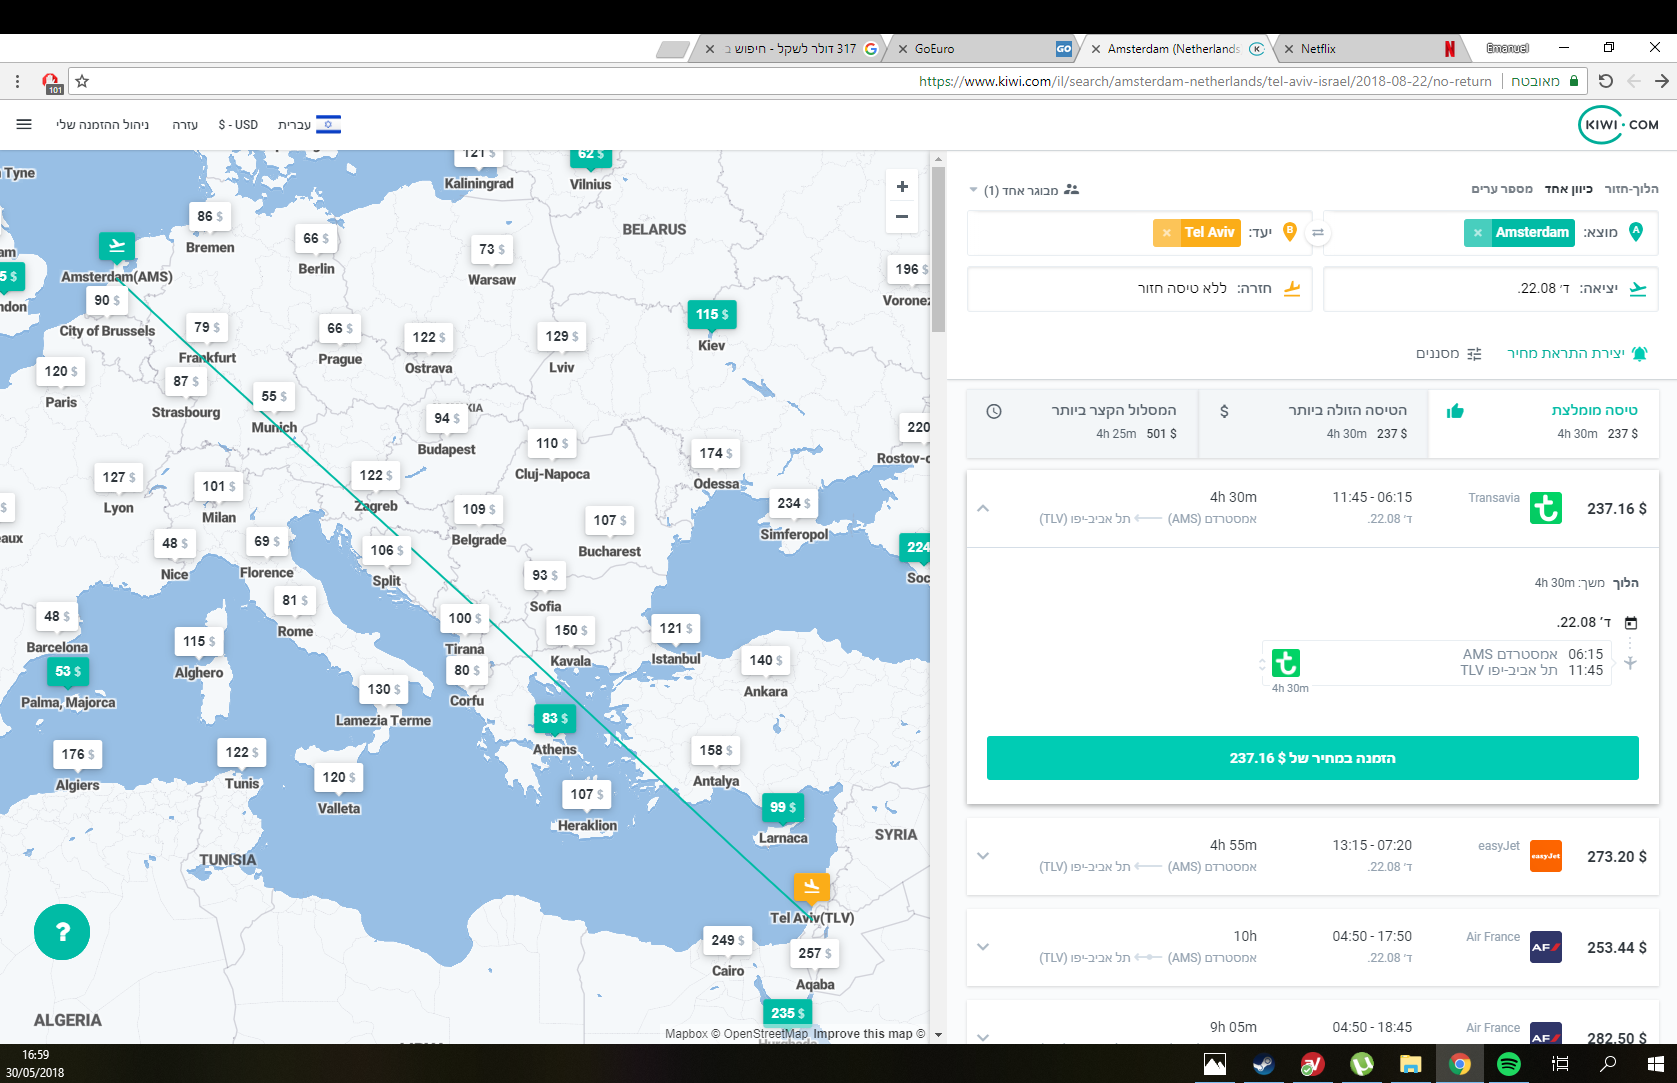 317 דולר לשקל - חיפוש ב
GoEuro
Amsterdam (Netherlands
Netflix
Emanuel
101
https://www.kiwi.com/il/search/amsterdam-netherlands/tel-aviv-israel/2018-08-22/no-return
מאובטח
KIWI.COM
עברית
$ - USD
עזרה
ניהול ההזמנה שלי
הלוך-חזור
כיוון אחד
מספר ערים
מבוגר אחד (1)
מוצא: Amsterdam ×
יעד: Tel Aviv ×
יציאה: ד׳ 22.08.
חזרה: ללא טיסה חזור
יצירת התראת מחיר
מסננים
טיסה מומלצת
237 $ 4h 30m
הטיסה הזולה ביותר
237 $ 4h 30m
המסלול הקצר ביותר
501 $ 4h 25m
237.16 $
Transavia
11:45 - 06:15
ד׳ 22.08.
4h 30m
אמסטרדם (AMS) תל אביב-יפו (TLV)
הלוך משך: 4h 30m
ד׳ 22.08.
06:15 אמסטרדם AMS
11:45 תל אביב-יפו TLV
4h 30m
הזמנה במחיר של $ 237.16
273.20 $
easyJet
13:15 - 07:20
ד׳ 22.08.
4h 55m
אמסטרדם (AMS) תל אביב-יפו (TLV)
253.44 $
AF
Air France
04:50 - 17:50
ד׳ 22.08.
10h
אמסטרדם (AMS) תל אביב-יפו (TLV)
282.50 $
AF
Air France
04:50 - 18:45
9h 05m
Tyne
121 $
Kaliningrad
62 $
Vilnius
86 $
Bremen
66 $
Berlin
73 $
Warsaw
BELARUS
196 $
Voronez
Amsterdam(AMS)
5 $
ndon
90 $
City of Brussels
79 $
Frankfurt
66 $
Prague
122 $
Ostrava
129 $
Lviv
115 $
Kiev
120 $
Paris
87 $
Strasbourg
55 $
Munich
94 $
Budapest
110 $
Cluj-Napoca
174 $
Odessa
220
Rostov-
127 $
Lyon
101 $
Milan
122 $
Zagreb
109 $
Belgrade
107 $
Bucharest
234 $
Simferopol
224
Soc
48 $
Nice
69 $
Florence
106 $
Split
93 $
Sofia
81 $
Rome
48 $
Barcelona
53 $
Palma, Majorca
115 $
Alghero
100 $
Tirana
150 $
Kavala
121 $
Istanbul
80 $
Corfu
140 $
Ankara
130 $
Lamezia Terme
83 $
Athens
176 $
Algiers
122 $
Tunis
120 $
Valleta
158 $
Antalya
107 $
Heraklion
99 $
Larnaca
SYRIA
TUNISIA
Tel Aviv(TLV)
249 $
Cairo
257 $
Aqaba
235 $
Hurghada
ALGERIA
?
Mapbox © OpenStreetMap Improve this map ©
16:59
30/05/2018